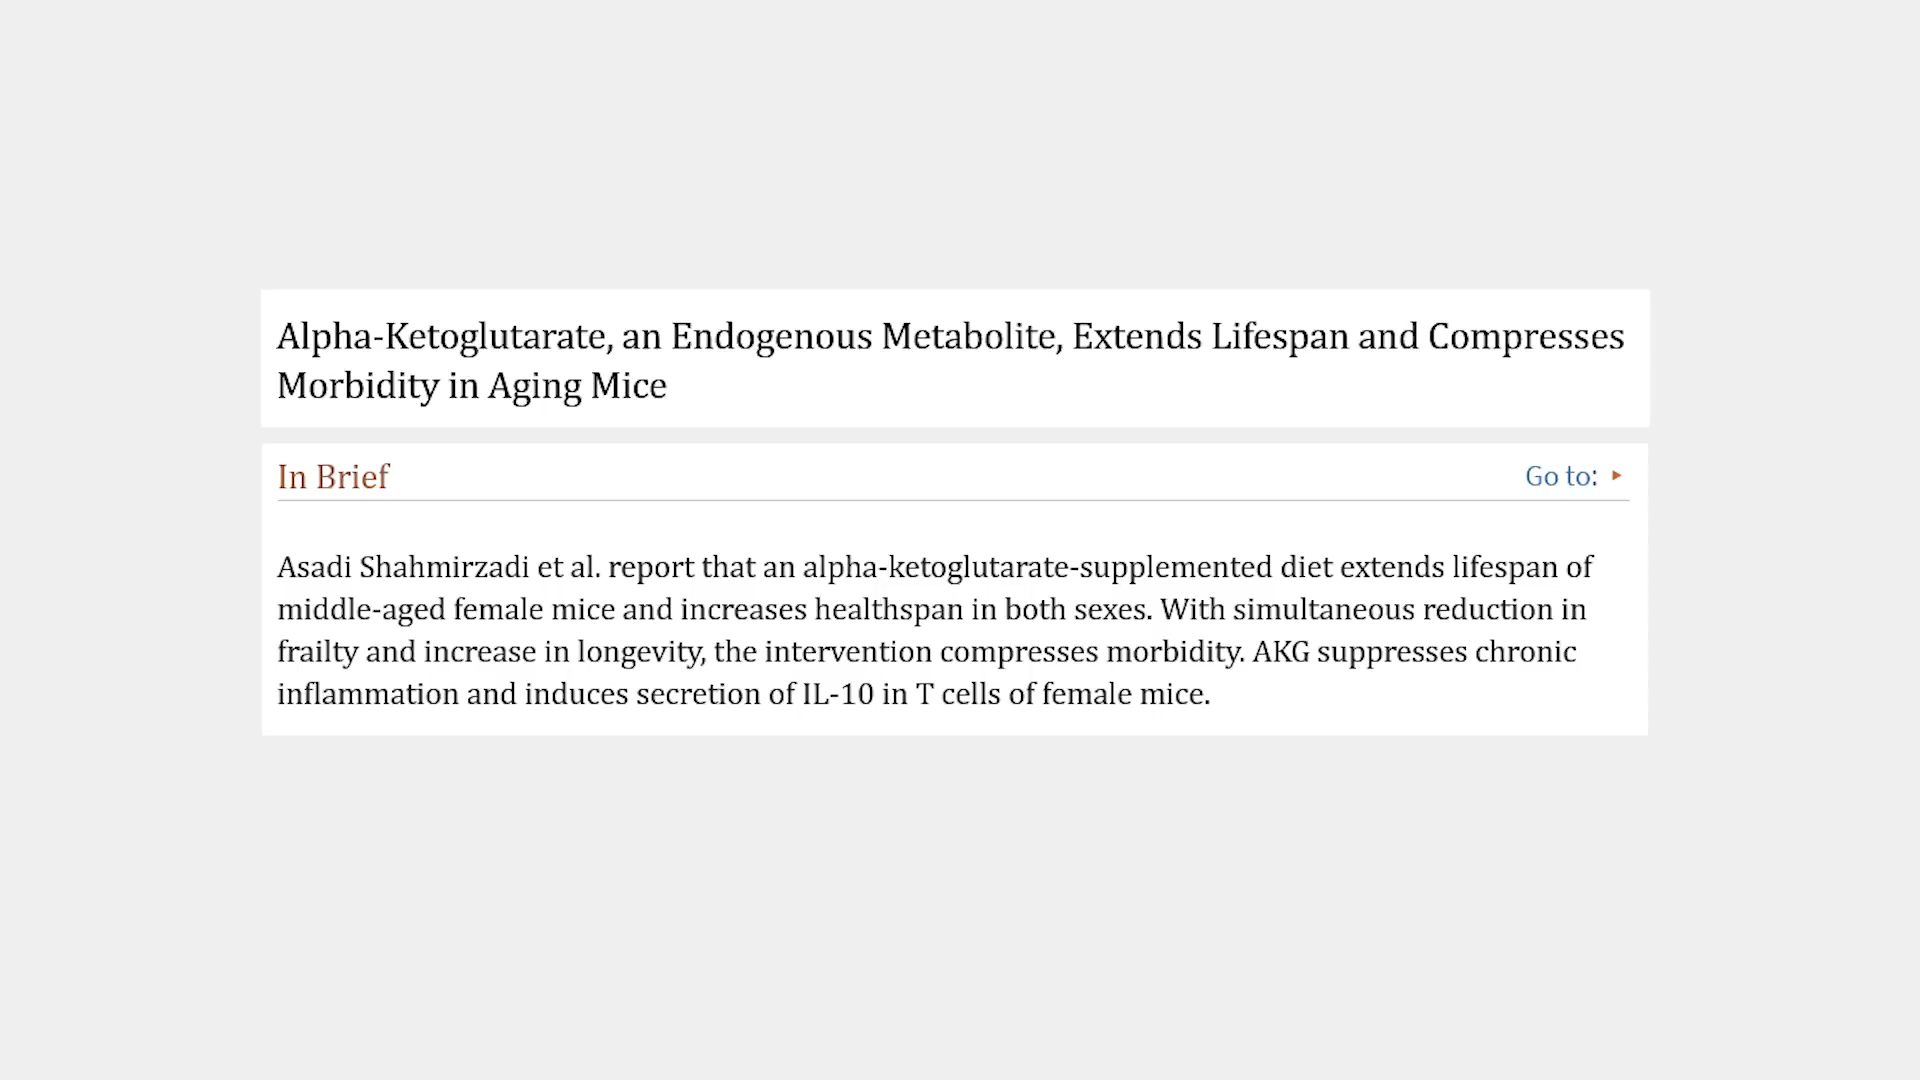 Alpha-Ketoglutarate, an Endogenous Metabolite, Extends Lifespan and Compresses
Morbidity in Aging Mice
In Brief
Go to:
Asadi Shahmirzadi et al. report that an alpha-ketoglutarate-supplemented diet extends lifespan of
middle-aged female mice and increases healthspan in both sexes. With simultaneous reduction in
frailty and increase in longevity, the intervention compresses morbidity. AKG suppresses chronic
inflammation and induces secretion of IL-10 in T cells of female mice.